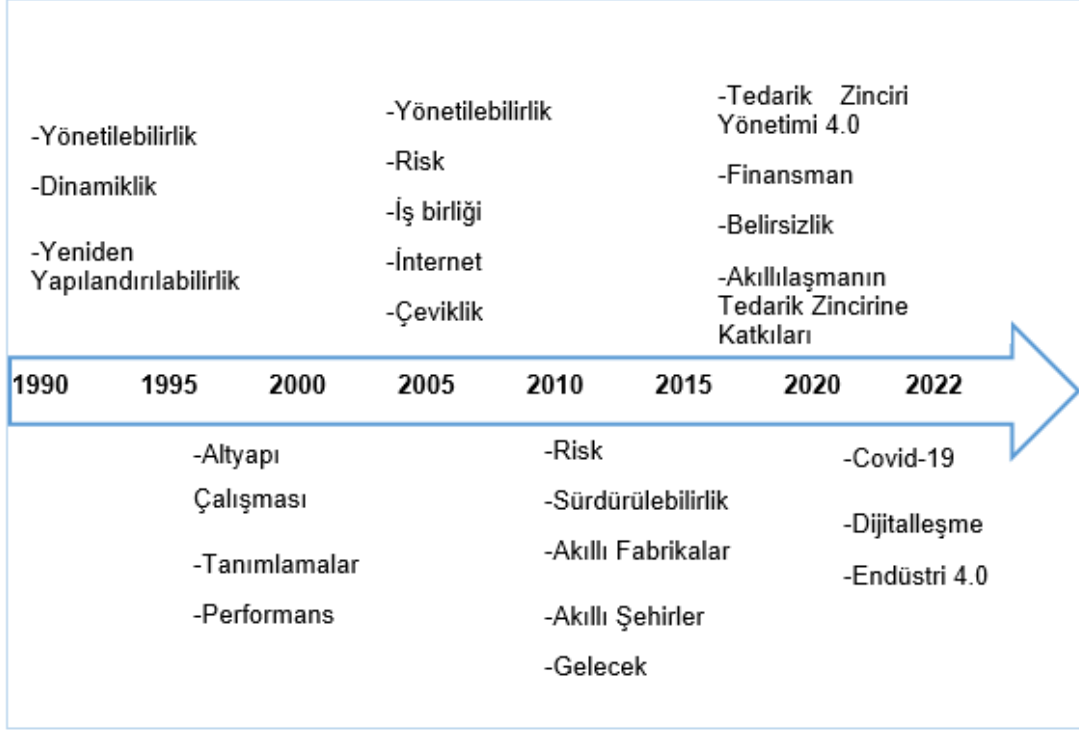 -Yönetilebilirlik
-Dinamiklik
-Yeniden
Yapılandırılabilirlik
-Yönetilebilirlik
-Risk
-İş birliği
-İnternet
-Çeviklik
-Tedarik Zinciri
Yönetimi 4.0
-Finansman
-Belirsizlik
-Akıllılaşmanın
Tedarik Zincirine
Katkıları
1990 1995 2000 2005 2010 2015 2020 2022
-Altyapı
Çalışması
-Tanımlamalar
-Performans
-Risk
-Sürdürülebilirlik
-Akıllı Fabrikalar
-Akıllı Şehirler
-Gelecek
-Covid-19
-Dijitalleşme
-Endüstri 4.0